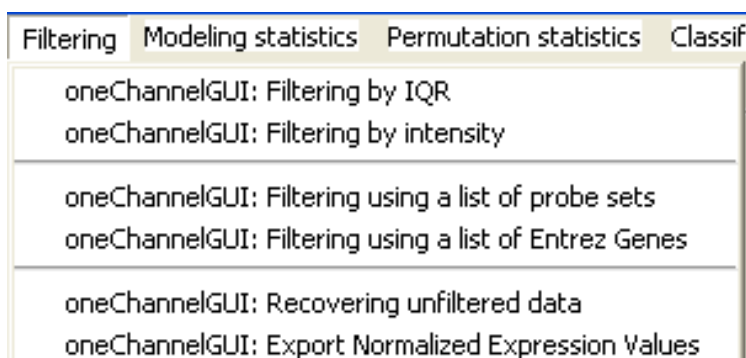 Filtering Modeling statistics Permutation statistics Classif
oneChannelGUI: Filtering by IQR
oneChannelGUI: Filtering by intensity
oneChannelGUI: Filtering using a list of probe sets
oneChannelGUI: Filtering using a list of Entrez Genes
oneChannelGUI: Recovering unfiltered data
oneChannelGUI: Export Normalized Expression Values